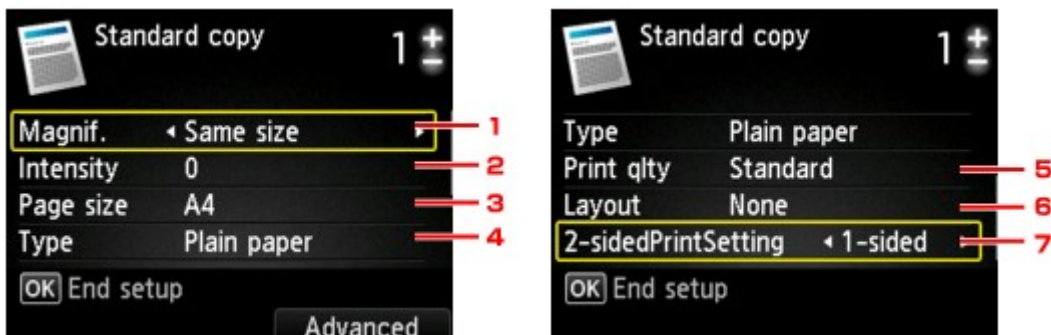 Standard copy 1 + -
Magnif. Same size 1
Intensity 0 2
Page size A4 3
Type Plain paper 4
OK End setup
Advanced
Standard copy 1 + -
Type Plain paper
Print qlty Standard 5
Layout None 6
2-sidedPrintSetting 1-sided 7
OK End setup